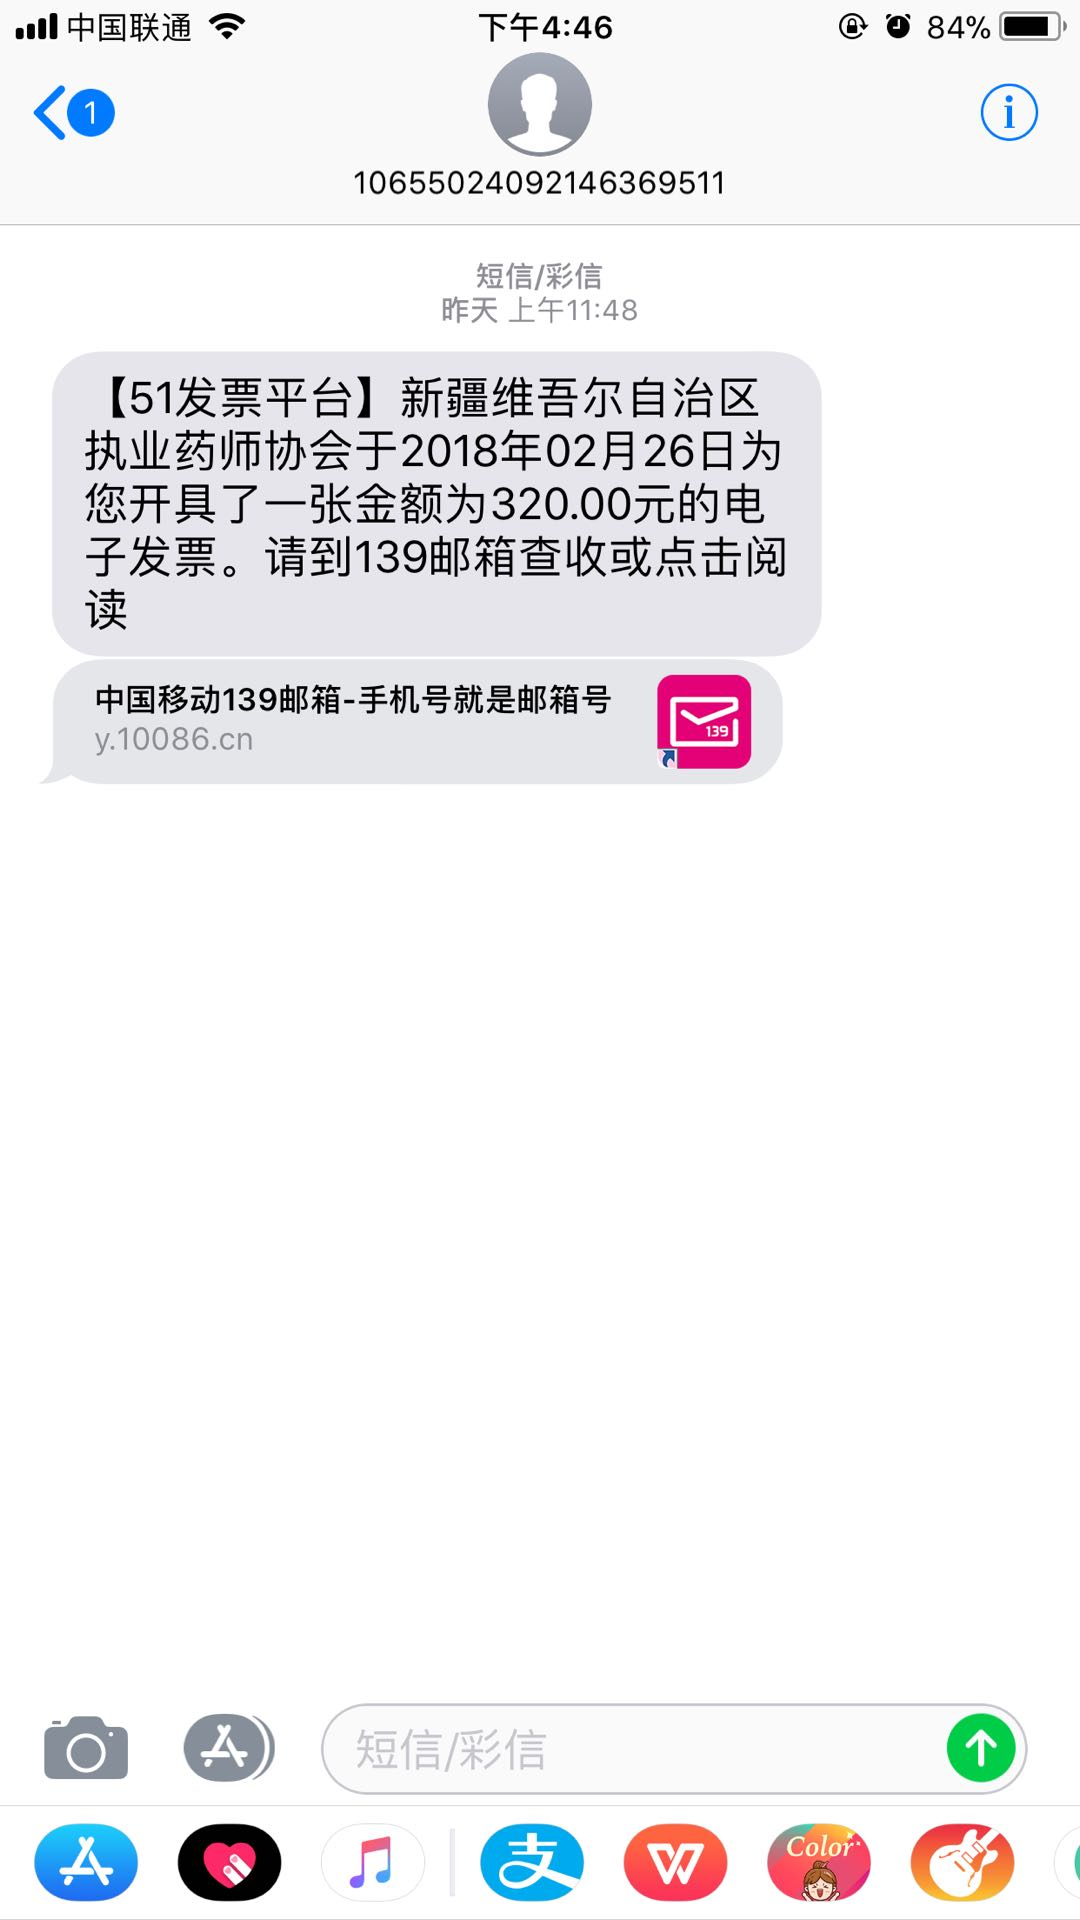 中国联通
下午4:46
84%
1
10655024092146369511
短信/彩信
昨天 上午11:48
【51发票平台】新疆维吾尔自治区
执业药师协会于2018年02月26日为
您开具了一张金额为320.00元的电
子发票。请到139邮箱查收或点击阅
读
中国移动139邮箱-手机号就是邮箱号
y.10086.cn
139
短信/彩信
支
Color